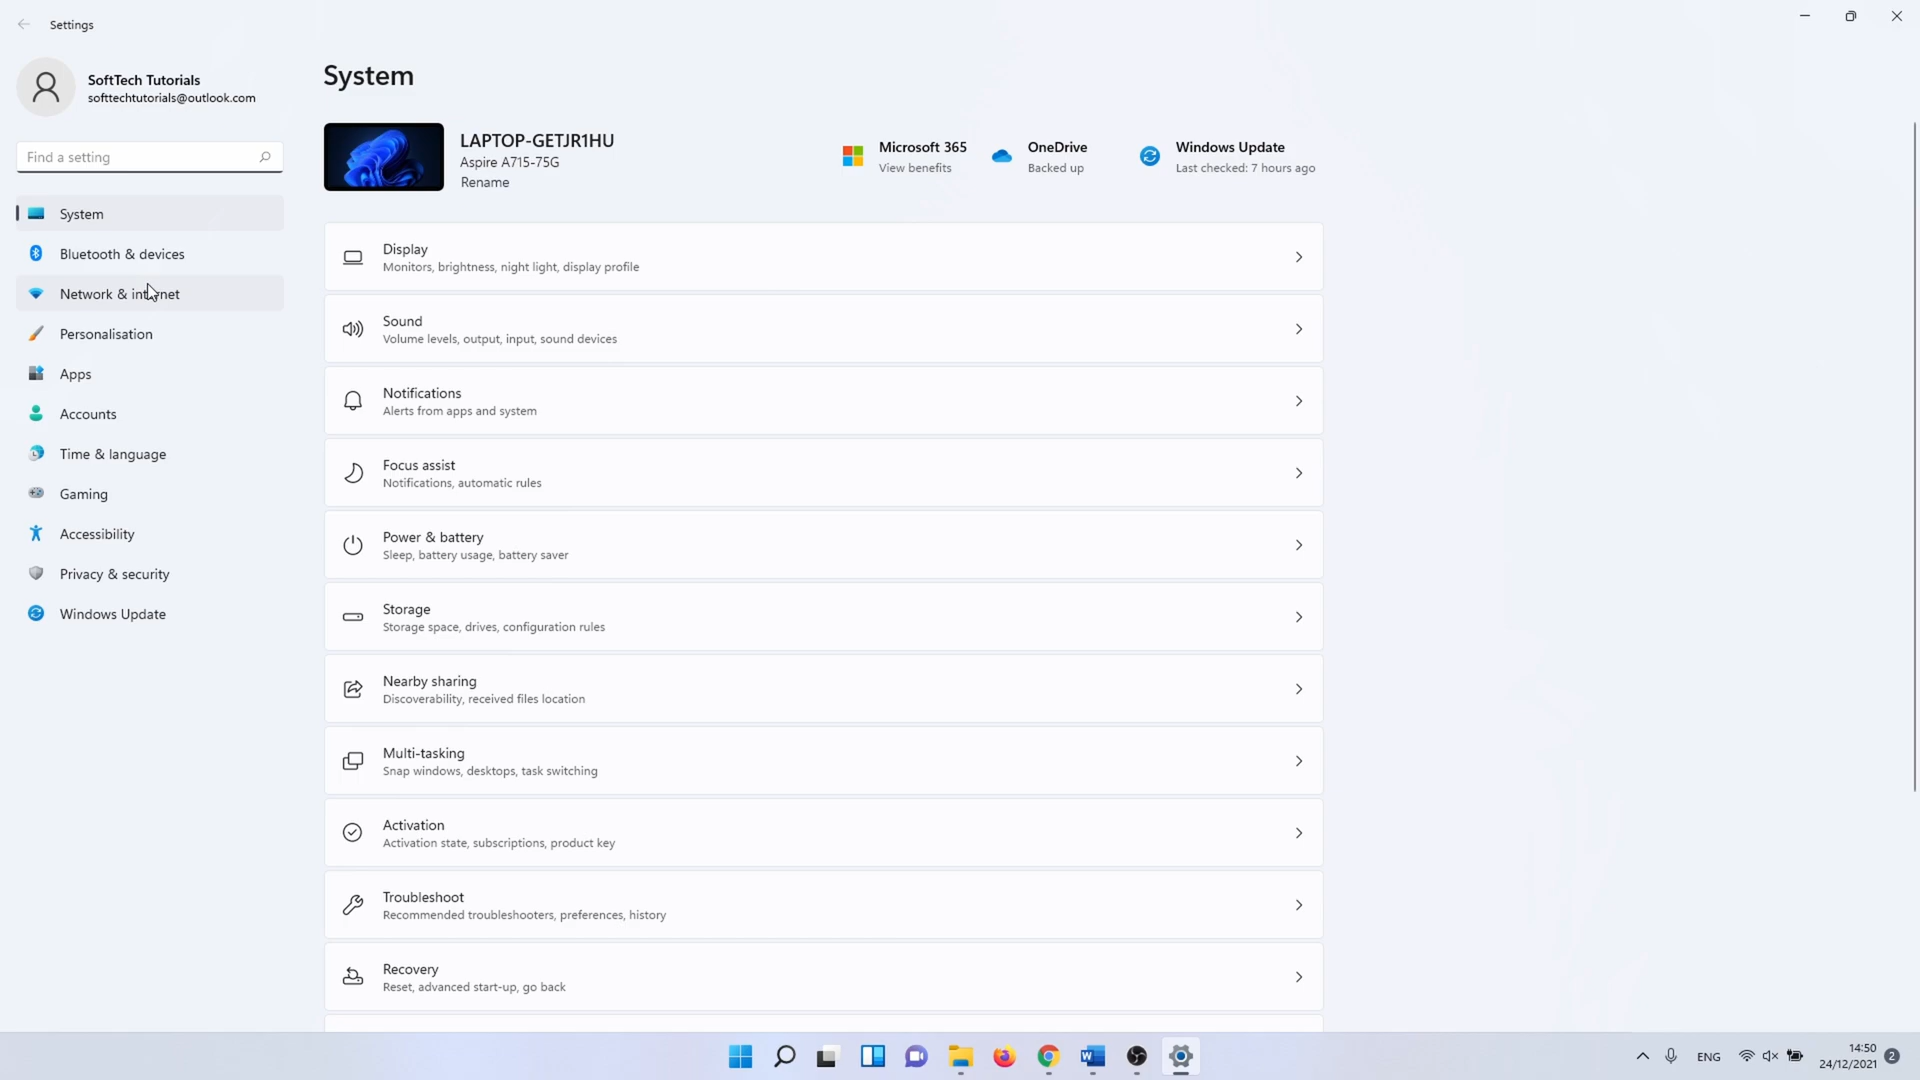 Settings
SoftTech Tutorials
softtechtutorials@outlook.com
Find a setting
System
Bluetooth & devices
Network & internet
Personalisation
Apps
Accounts
Time & language
Gaming
Accessibility
Privacy & security
Windows Update
System
LAPTOP-GETJR1HU
Aspire A715-75G
Rename
Microsoft 365
View benefits
OneDrive
Backed up
Windows Update
Last checked: 7 hours ago
Display
Monitors, brightness, night light, display profile
Sound
Volume levels, output, input, sound devices
Notifications
Alerts from apps and system
Focus assist
Notifications, automatic rules
Power & battery
Sleep, battery usage, battery saver
Storage
Storage space, drives, configuration rules
Nearby sharing
Discoverability, received files location
Multi-tasking
Snap windows, desktops, task switching
Activation
Activation state, subscriptions, product key
Troubleshoot
Recommended troubleshooters, preferences, history
Recovery
Reset, advanced start-up, go back
W
ENG
14:50
24/12/2021
2